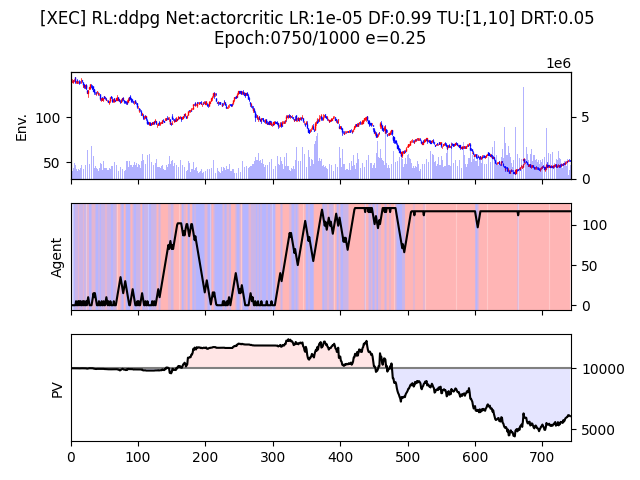 [XEC] RL:ddpg Net:actorcritic LR:1e-05 DF:0.99 TU:[1,10] DRT:0.05
Epoch:0750/1000 e=0.25
1e6
Env.
100
50
5
0
Agent
100
50
0
PV
10000
5000
0 100 200 300 400 500 600 700